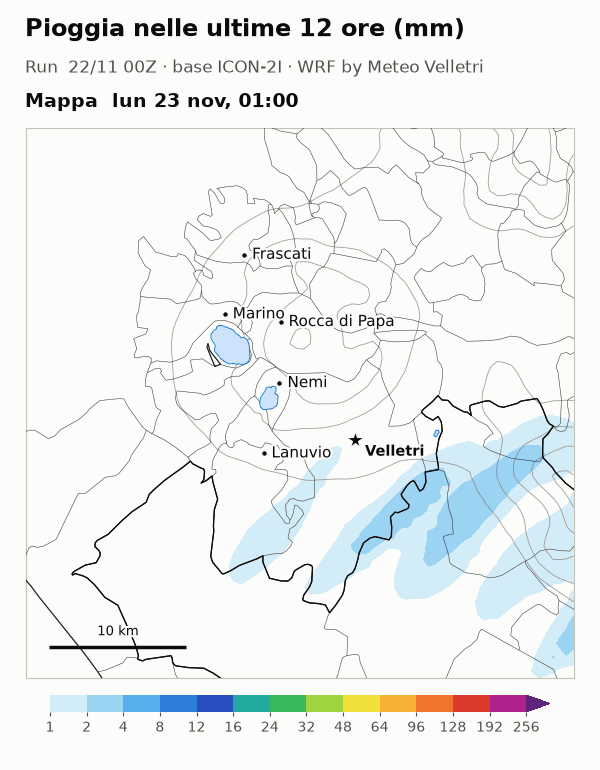 Pioggia nelle ultime 12 ore (mm)
Run  22/11 00Z · base ICON-2I · WRF by Meteo Velletri
Mappa  lun 23 nov, 01:00
Frascati
Marino
Rocca di Papa
Nemi
Velletri
Lanuvio
10 km
1 2 4 8 12 16 24 32 48 64 96 128 192 256